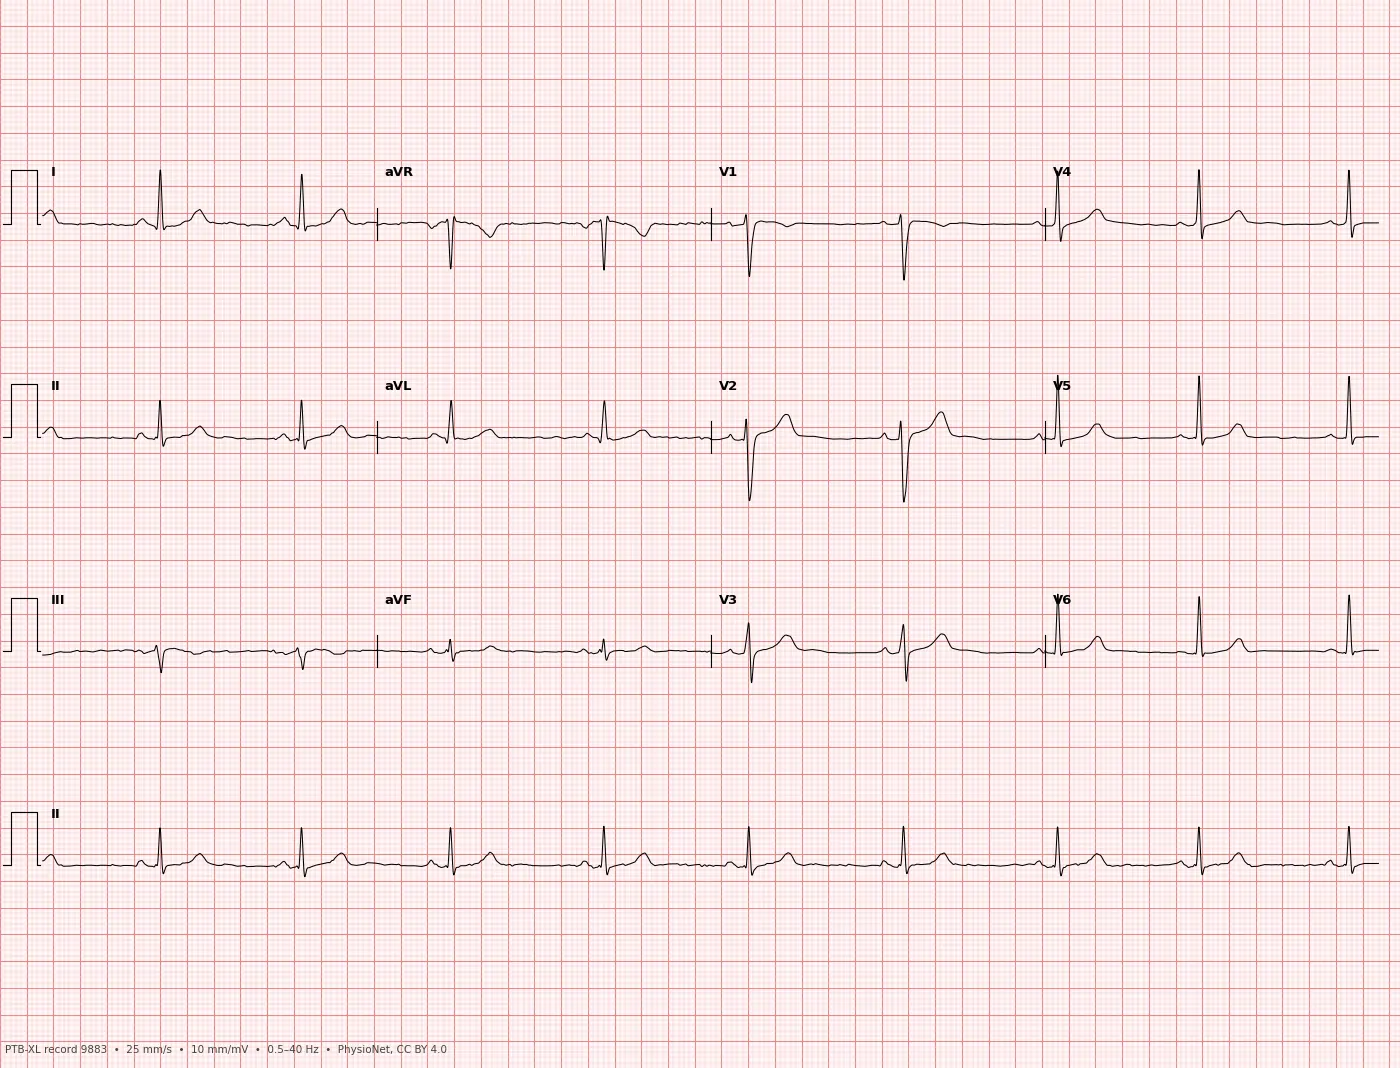 I aVR V1 V4
II aVL V2 V5
III aVF V3 V6
II
PTB-XL record 9883 • 25 mm/s • 10 mm/mV • 0.5–40 Hz • PhysioNet, CC BY 4.0